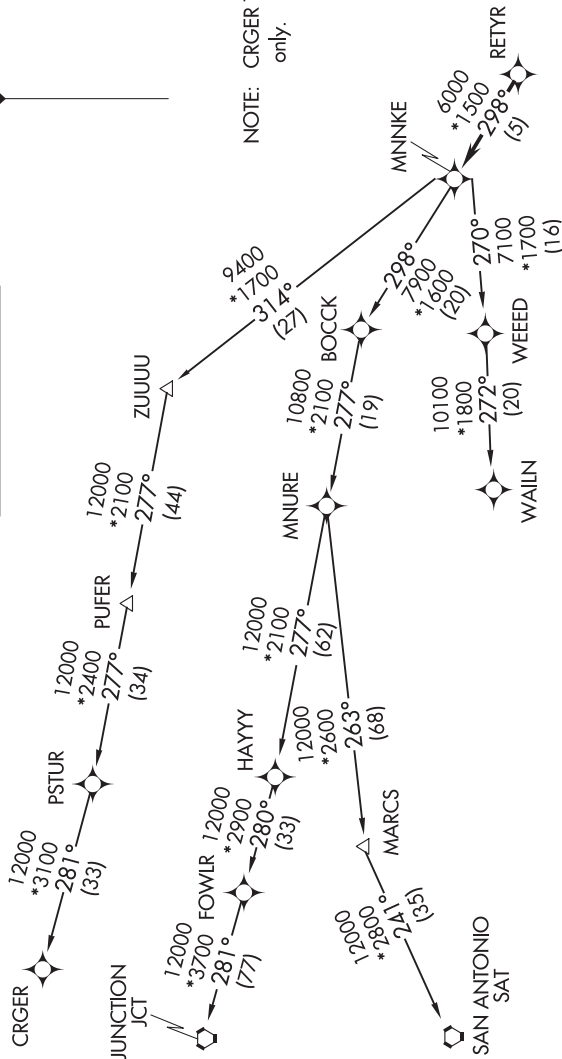 NOTE: CRGER
only.
RETYR
6000
*1500
298°
(5)
MNNKE
9400
*1700
314°
(27)
ZUUUU
12000
*2100
277°
(44)
PUFER
12000
*2400
277°
(34)
PSTUR
12000
*3100
281°
(33)
CRGER
298°
7900
*1600
(20)
BOCCK
10800
*2100
277°
(19)
MNURE
12000
*2100
277°
(62)
HAYYY
12000
*2900
280°
(33)
FOWLR
12000
*3700
281°
(77)
JUNCTION
JCT
12000
*2600
263°
(68)
MARCS
12000
*2800
241°
(35)
SAN ANTONIO
SAT
270°
7100
*1700
(16)
WEEED
10100
*1800
272°
(20)
WAILN